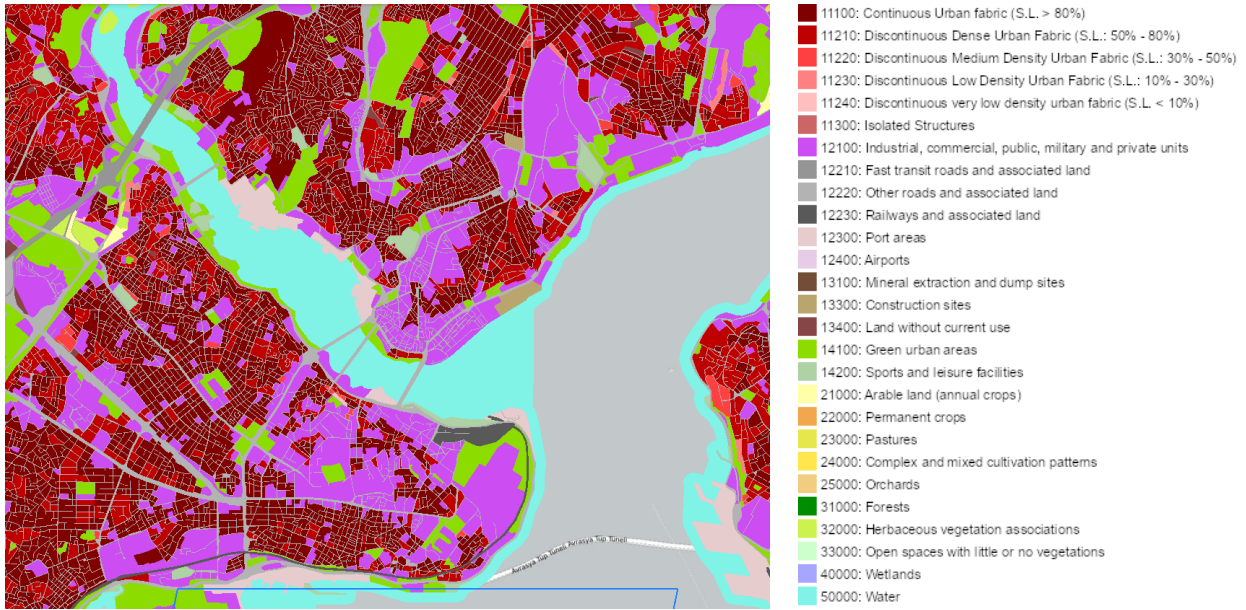 11100: Continuous Urban fabric (S.L. > 80%)
11210: Discontinuous Dense Urban Fabric (S.L.: 50% - 80%)
11220: Discontinuous Medium Density Urban Fabric (S.L.: 30% - 50%)
11230: Discontinuous Low Density Urban Fabric (S.L.: 10% - 30%)
11240: Discontinuous very low density urban fabric (S.L. < 10%)
11300: Isolated Structures
12100: Industrial, commercial, public, military and private units
12210: Fast transit roads and associated land
12220: Other roads and associated land
12230: Railways and associated land
12300: Port areas
12400: Airports
13100: Mineral extraction and dump sites
13300: Construction sites
13400: Land without current use
14100: Green urban areas
14200: Sports and leisure facilities
21000: Arable land (annual crops)
22000: Permanent crops
23000: Pastures
24000: Complex and mixed cultivation patterns
25000: Orchards
31000: Forests
32000: Herbaceous vegetation associations
33000: Open spaces with little or no vegetations
40000: Wetlands
50000: Water
Avrasya Tüp Tüneli Avrasya Tüp Tüneli